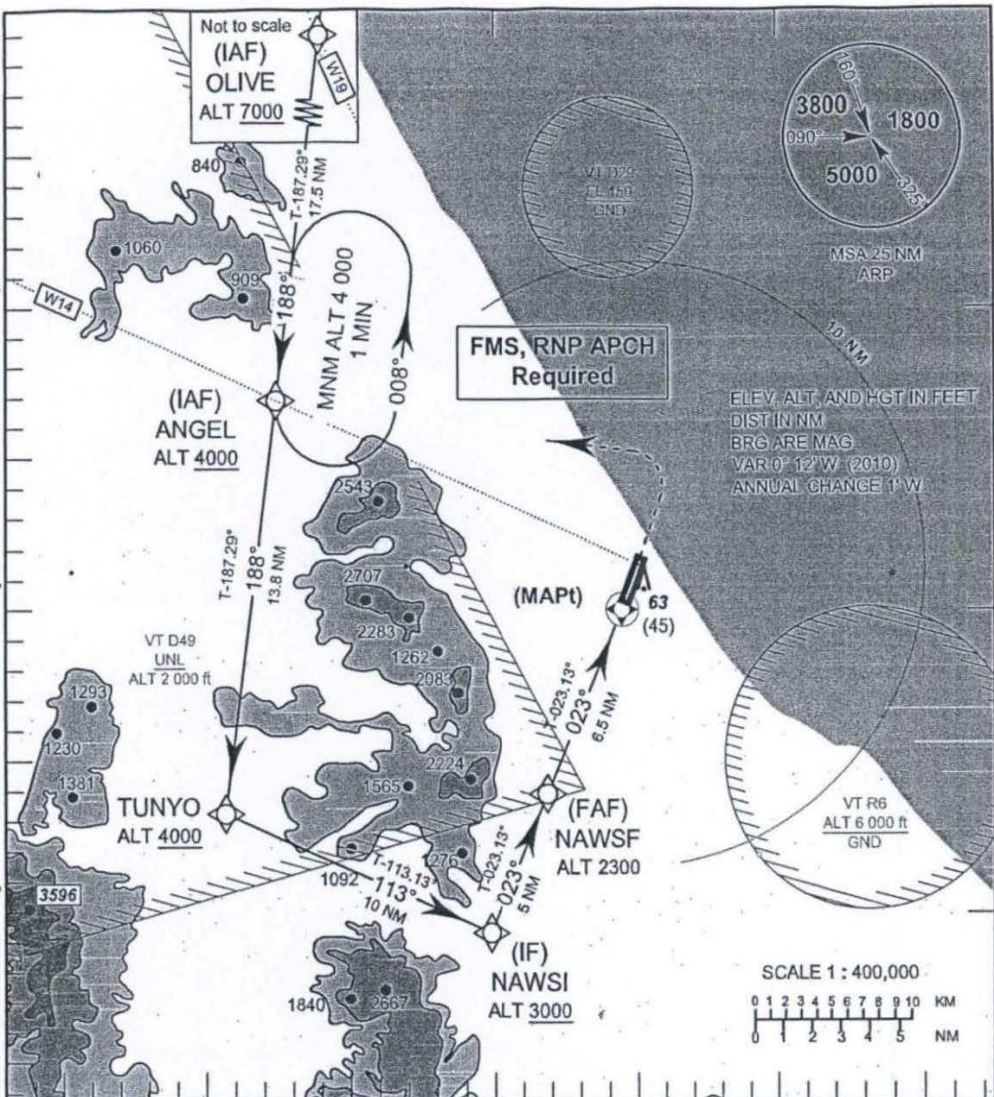 Not to scale
(IAF)
OLIVE
ALT 7000
W19
T-187.29°
17.5 NM
840
1060
909
W14
188°
MNM ALT 4 000
1 MIN
008°
(IAF)
ANGEL
ALT 4000
FMS, RNP APCH
Required
VT D29
FL 150
GND
160°
3800
1800
090°
5000
325°
MSA 25 NM
ARP
10 NM
ELEV, ALT, AND HGT IN FEET
DIST IN NM
BRG ARE MAG
VAR 0° 12' W (2010)
ANNUAL CHANGE 1' W
2543
T-187.29°
188°
13.8 NM
2707
2283
1262
2083
(MAPt)
63
(45)
VT D49
UNL
ALT 2 000 ft
1293
1230
1381
T-023.13°
023°
6.5 NM
2224
1565
TUNYO
ALT 4000
(FAF)
NAWSF
ALT 2300
VT R6
ALT 6 000 ft
GND
1276
1092
T-113.13°
113°
10 NM
T-023.13°
023°
5 NM
3596
(IF)
NAWSI
ALT 3000
1840
2667
SCALE 1 : 400,000
0 1 2 3 4 5 6 7 8 9 10 KM
0 1 2 3 4 5 NM